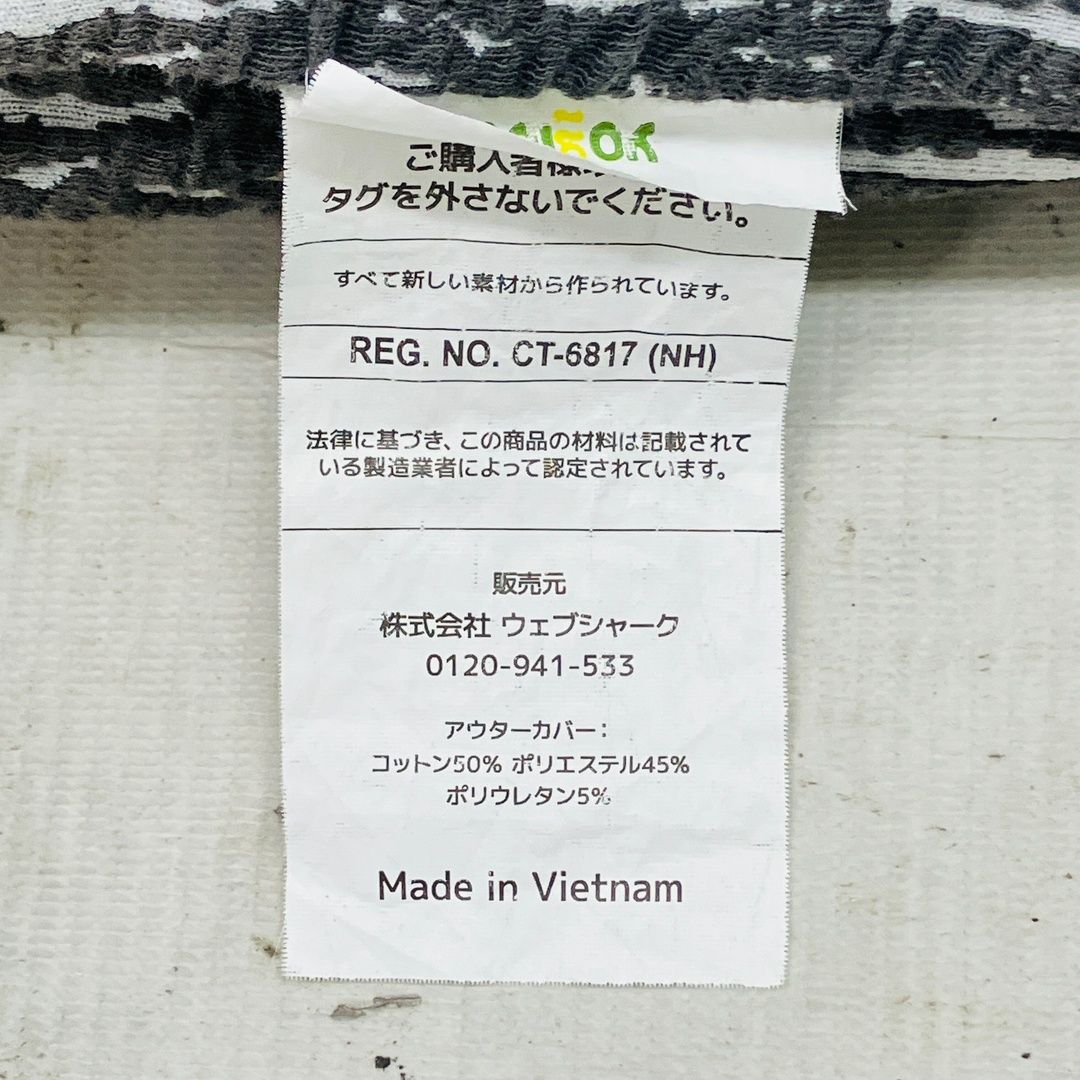 ご購入者様以
タグを外さないでください。
すべて新しい素材から作られています。
REG. NO. CT-6817 (NH)
法律に基づき、この商品の材料は記載されて
いる製造業者によって認定されています。
販売元
株式会社 ウェブシャーク
0120-941-533
アウターカバー：
コットン50% ポリエステル45%
ポリウレタン5%
Made in Vietnam